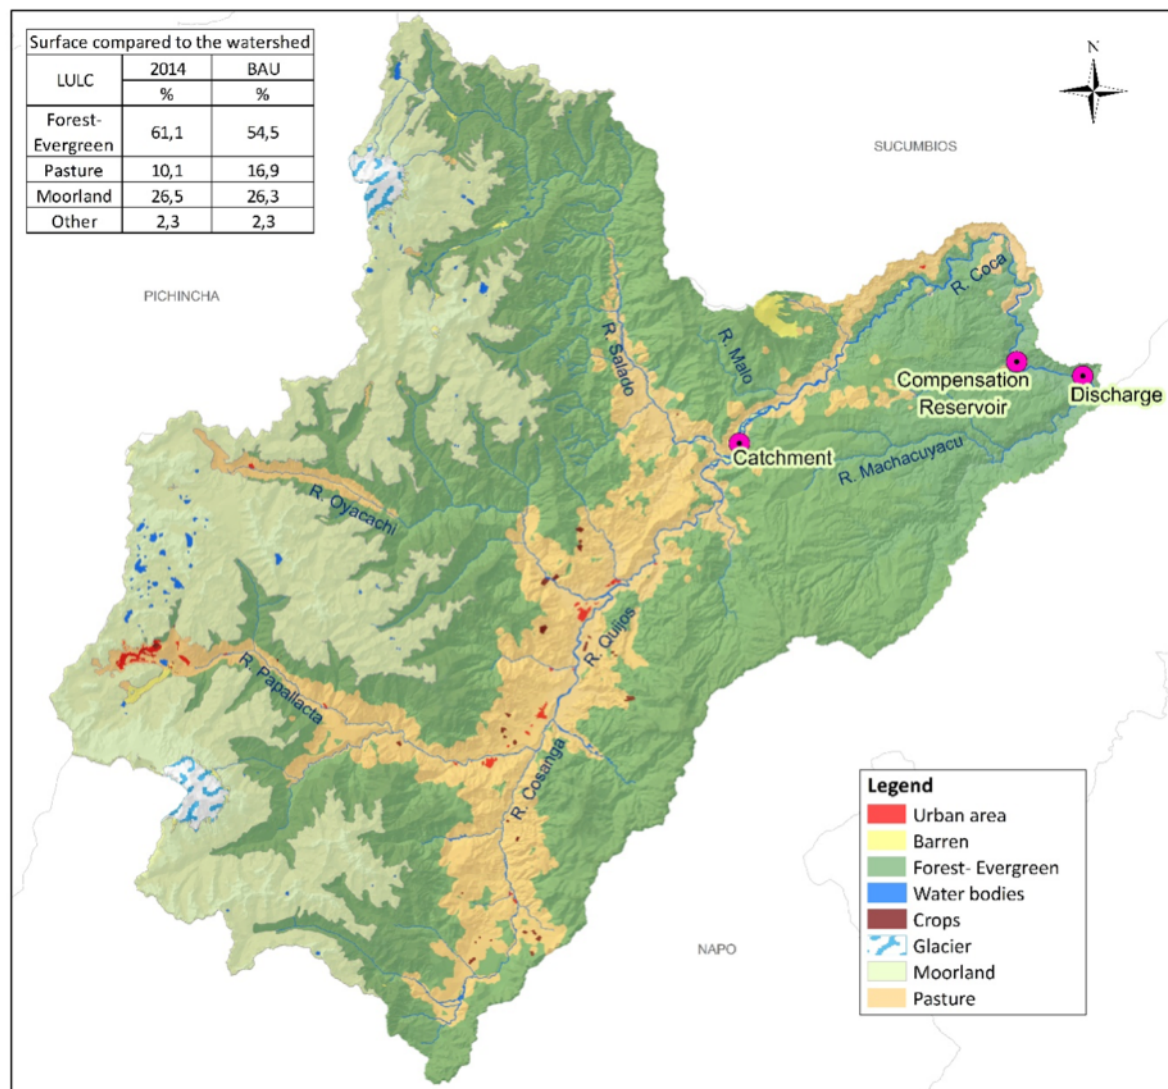 Surface compared to the watershed
LULC 2014 BAU
% %
Forest-
Evergreen 61,1 54,5
Pasture 10,1 16,9
Moorland 26,5 26,3
Other 2,3 2,3
N
SUCUMBIOS
PICHINCHA
R. Coca
R. Salado
R. Malo
Compensation
Reservoir
Discharge
Catchment
R. Machacuyacu
R. Oyacachi
R. Quijos
R. Papallacta
R. Cosanga
NAPO
Legend
Urban area
Barren
Forest- Evergreen
Water bodies
Crops
Glacier
Moorland
Pasture